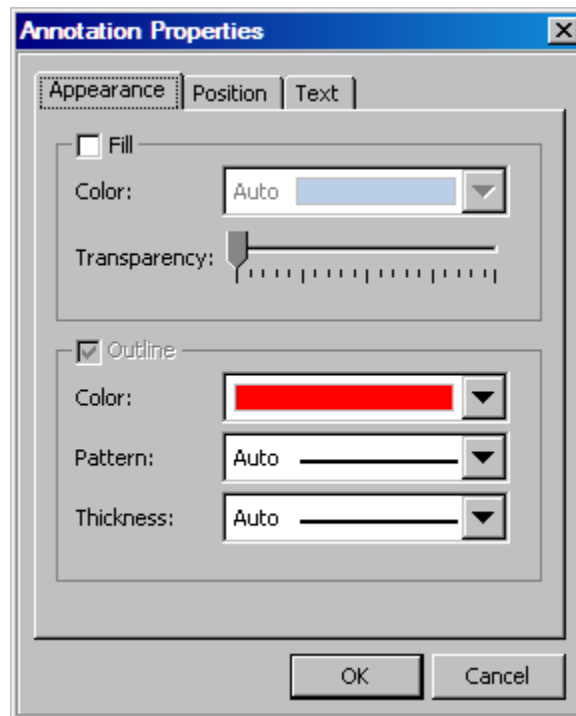 Annotation Properties
Appearance Position Text
Fill
Color: Auto
Transparency:
Outline
Color:
Pattern: Auto
Thickness: Auto
OK Cancel